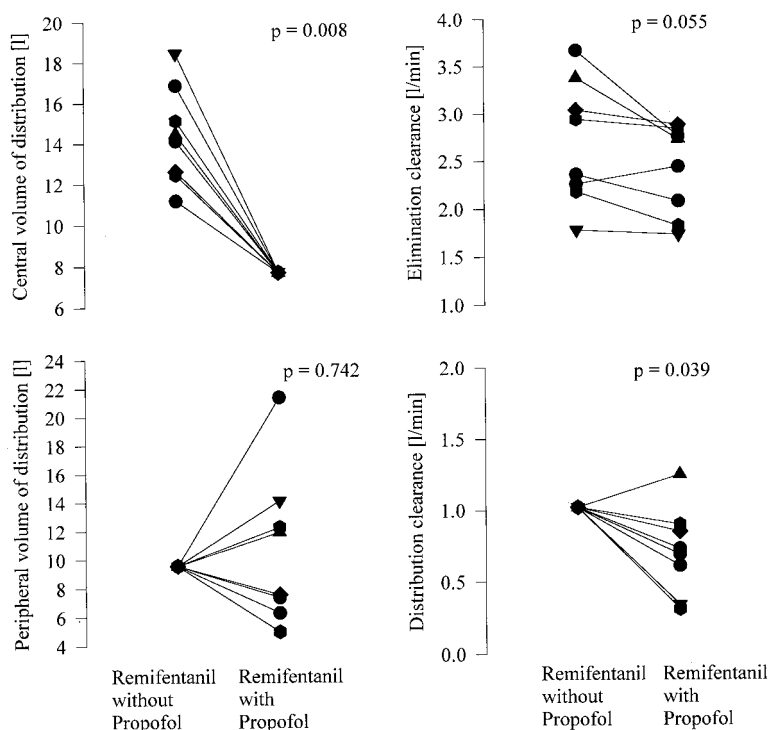 Central volume of distribution [l]
20
18
16
14
12
10
8
6
p = 0.008
Elimination clearance [l/min]
4.0
3.5
3.0
2.5
2.0
1.5
1.0
p = 0.055
Peripheral volume of distribution [l]
24
22
20
18
16
14
12
10
8
6
4
p = 0.742
Remifentanil
without
Propofol
Remifentanil
with
Propofol
Distribution clearance [l/min]
2.0
1.5
1.0
0.5
0.0
p = 0.039
Remifentanil
without
Propofol
Remifentanil
with
Propofol